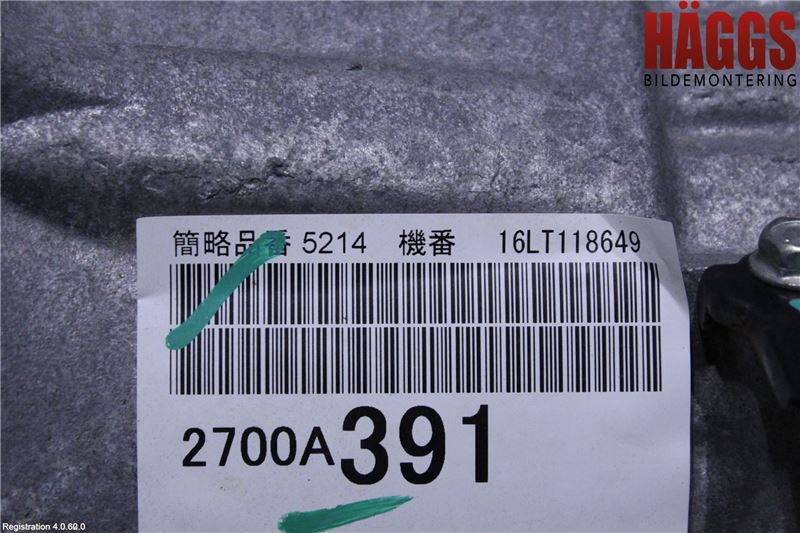 HÄGGS
BILDEMONTERING
簡略品番 5214 機番 16LT118649
2700A391
Registration 4.0.62.0